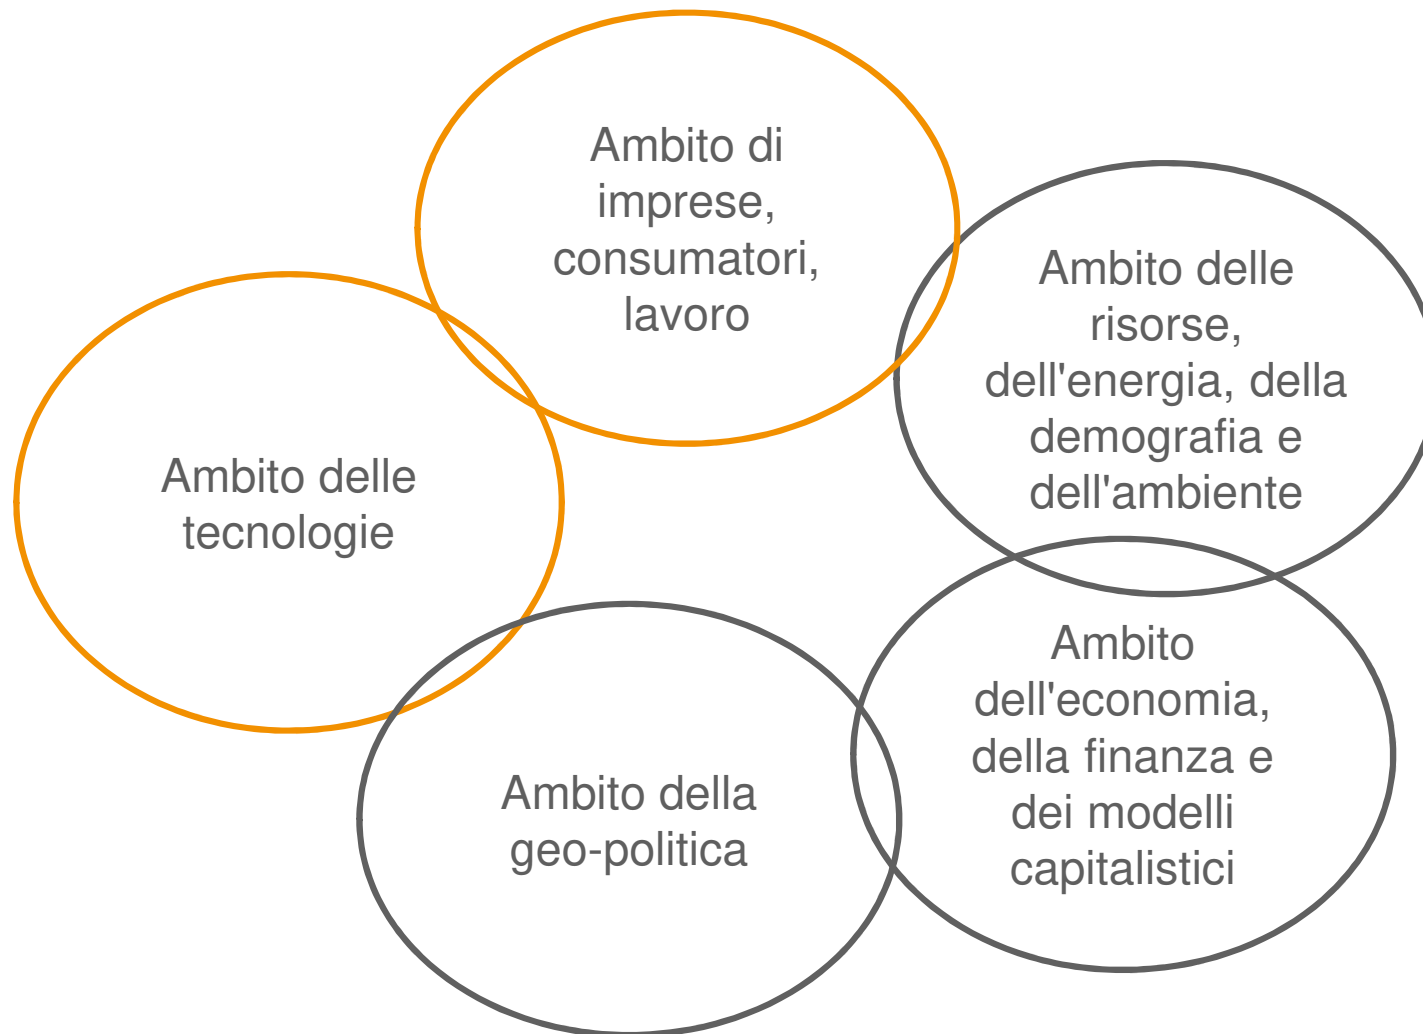 Ambito di
imprese,
consumatori,
lavoro
Ambito delle
risorse,
dell'energia, della
demografia e
dell'ambiente
Ambito delle
tecnologie
Ambito
dell'economia,
della finanza e
dei modelli
capitalistici
Ambito della
geo-politica